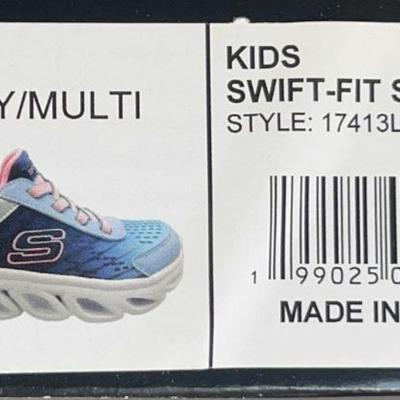 Y/MULTI
S
KIDS
SWIFT-FIT S
STYLE: 17413L
1 99025 0
MADE IN